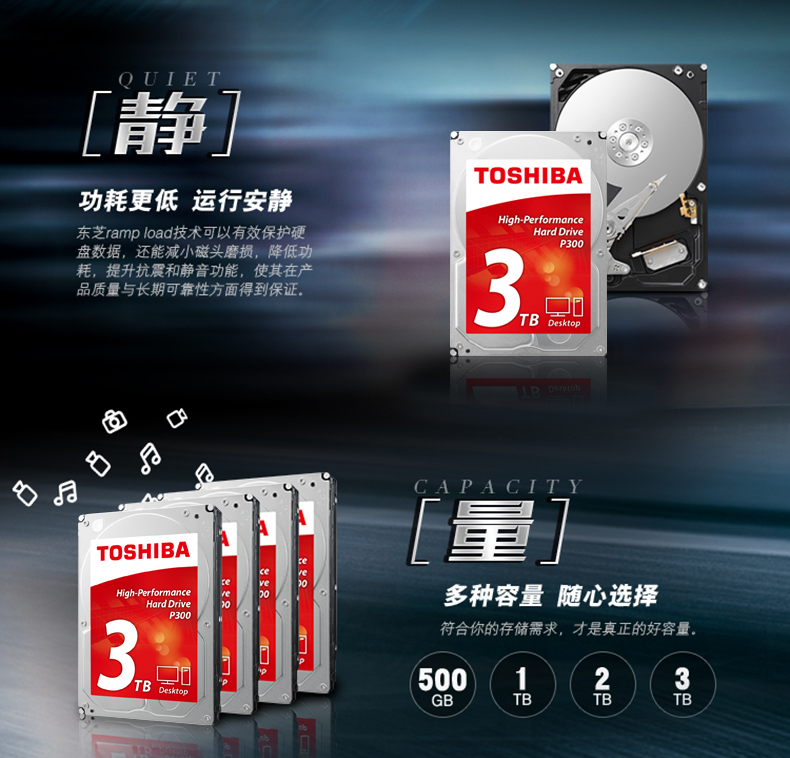 QUIET
[静]
功耗更低 运行安静
东芝ramp load技术可以有效保护硬
盘数据，还能减小磁头磨损，降低功
耗，提升抗震和静音功能，使其在产
品质量与长期可靠性方面得到保证。
TOSHIBA
High-Performance
Hard Drive
P300
3 TB
Desktop
CAPACITY
[量]
多种容量 随心选择
符合你的存储需求，才是真正的好容量。
500 GB
1 TB
2 TB
3 TB
TOSHIBA
High-Performance
Hard Drive
P300
3 TB
Desktop